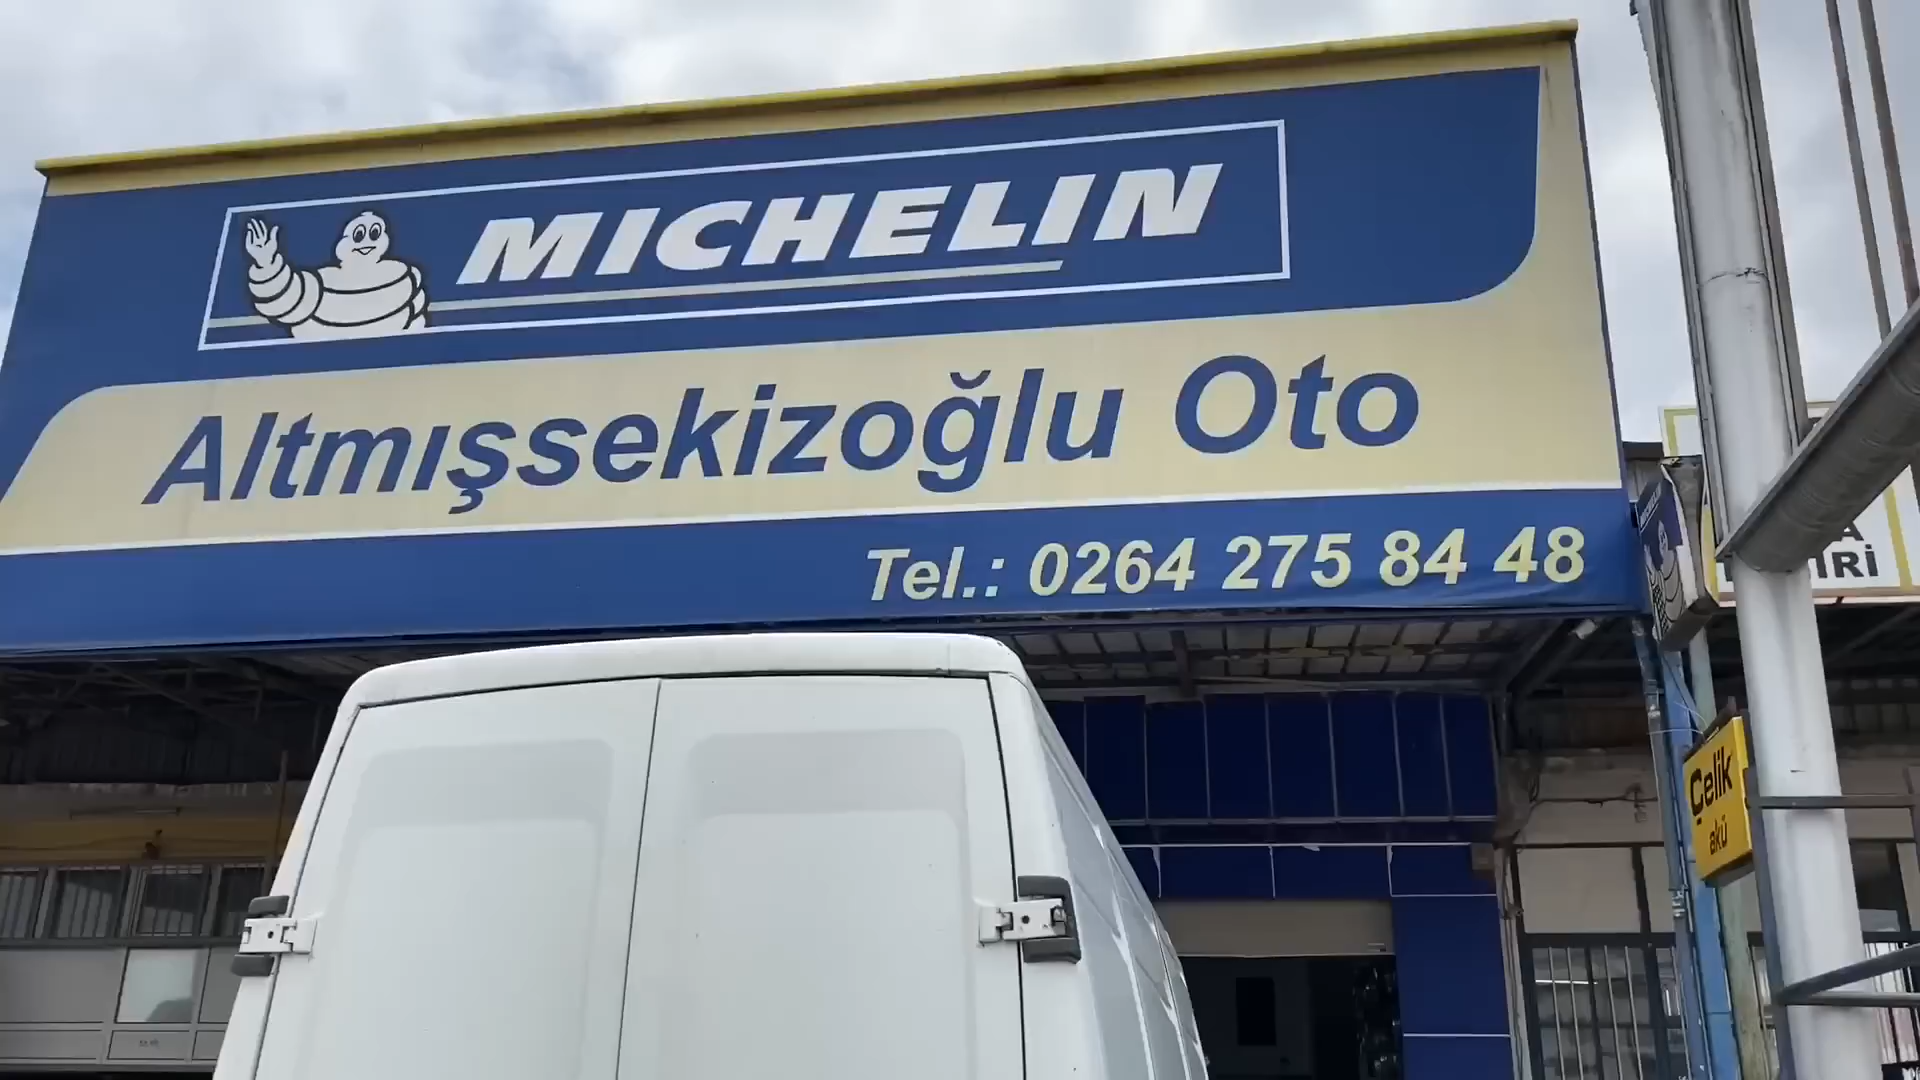 MICHELIN
Altmışsekizoğlu Oto
Tel.: 0264 275 84 48
Çelik
akü